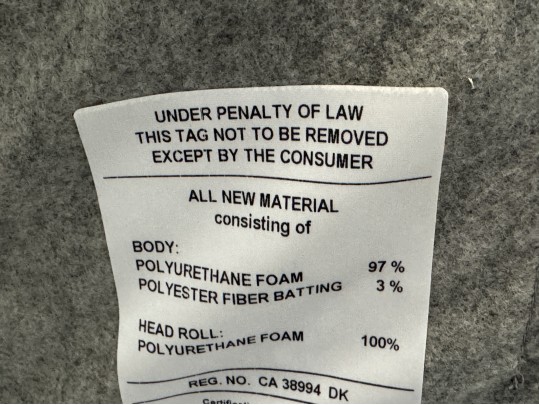 UNDER PENALTY OF LAW
THIS TAG NOT TO BE REMOVED
EXCEPT BY THE CONSUMER
ALL NEW MATERIAL
consisting of
BODY:
POLYURETHANE FOAM 97 %
POLYESTER FIBER BATTING 3 %
HEAD ROLL:
POLYURETHANE FOAM 100%
REG. NO. CA 38994 DK